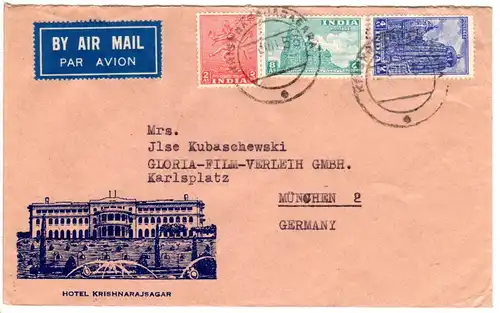 BY AIR MAIL
PAR AVION
INDIA
INDIA
Mrs.
Jlse Kubaschewski
GLORIA-FILM-VERLEIH GMBH.
Karlsplatz
MÜNCHEN 2
GERMANY
HOTEL KRISHNARAJSAGAR